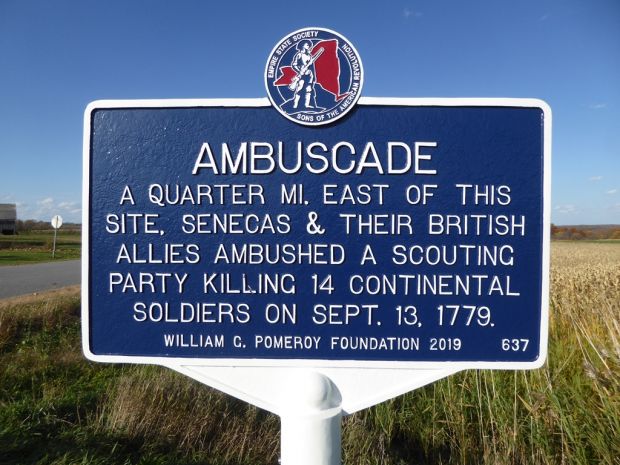 EMPIRE STATE SOCIETY
SONS OF THE AMERICAN REVOLUTION
AMBUSCADE
A QUARTER MI. EAST OF THIS
SITE, SENECAS & THEIR BRITISH
ALLIES AMBUSHED A SCOUTING
PARTY KILLING 14 CONTINENTAL
SOLDIERS ON SEPT. 13, 1779.
WILLIAM G. POMEROY FOUNDATION 2019 637